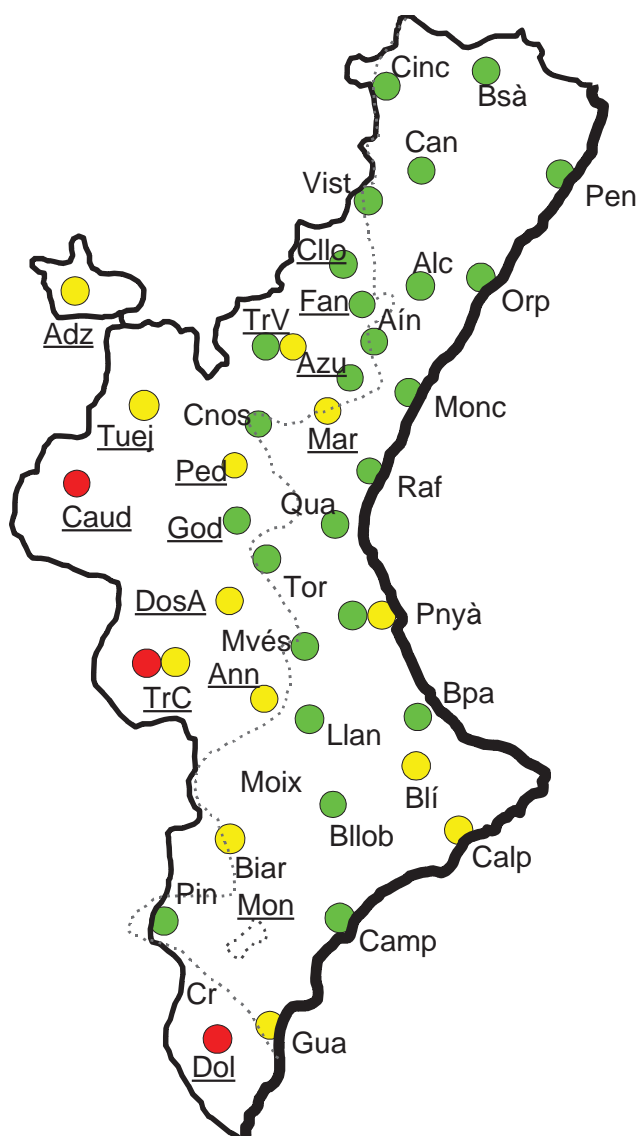 Cinc
Bsà
Can
Vist
Pen
Cllo
Alc
Orp
Fan
Adz
TrV
Aín
Azu
Monc
Tuej
Cnos
Mar
Ped
Raf
Caud
Qua
God
Tor
DosA
Pnyà
Mvés
Ann
TrC
Bpa
Llan
Blí
Moix
Bllob
Calp
Biar
Pin
Mon
Camp
Cr
Gua
Dol